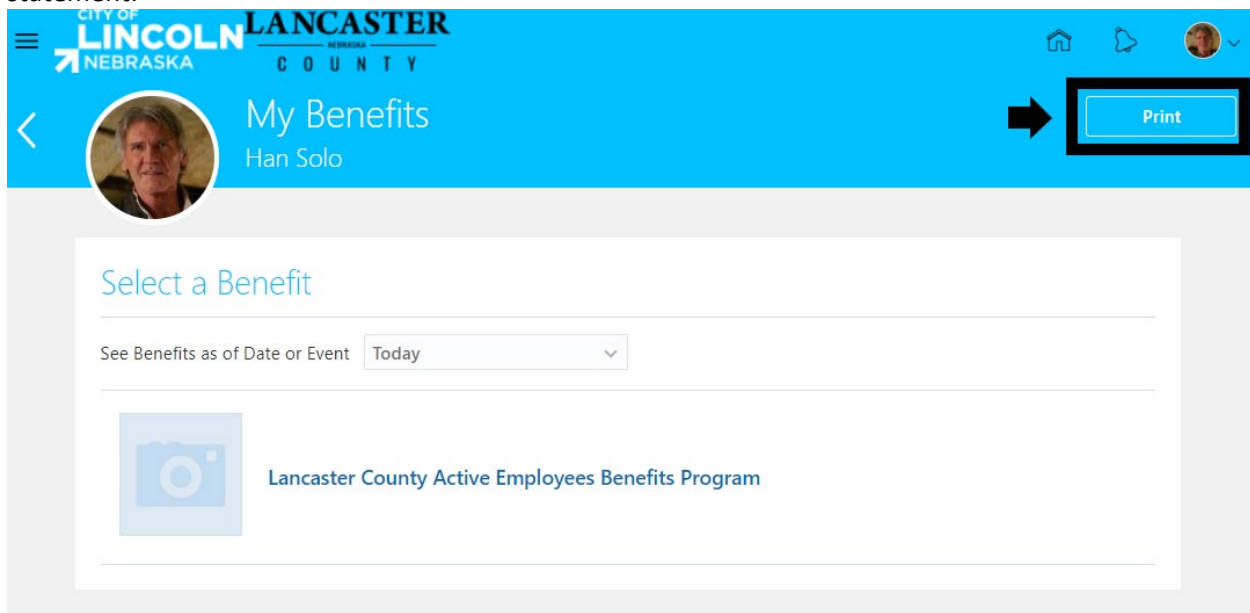 statement.
CITY OF
LINCOLN
NEBRASKA
LANCASTER
NEBRASKA
COUNTY
My Benefits
Han Solo
Print
Select a Benefit
See Benefits as of Date or Event Today
Lancaster County Active Employees Benefits Program